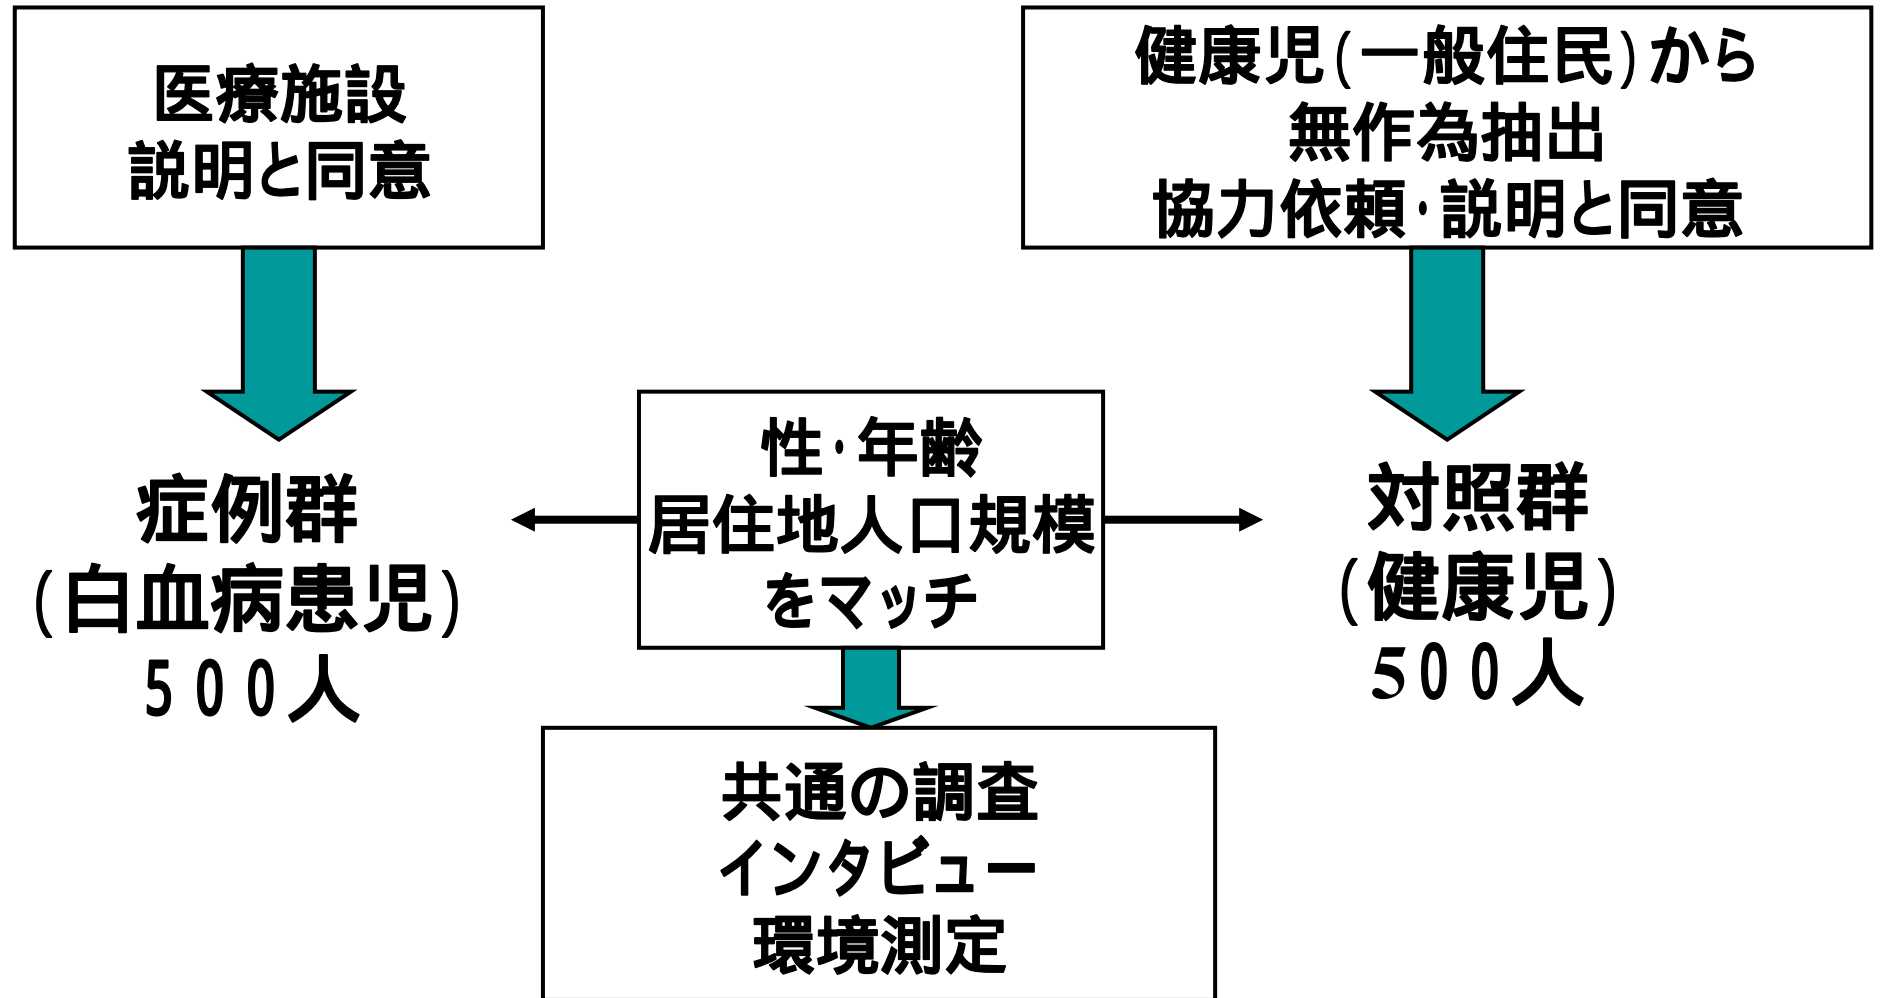 医療施設
説明と同意
健康児(一般住民)から
無作為抽出
協力依頼・説明と同意
症例群
(白血病患児)
５００人
性・年齢
居住地人口規模
をマッチ
対照群
(健康児)
５００人
共通の調査
インタビュー
環境測定